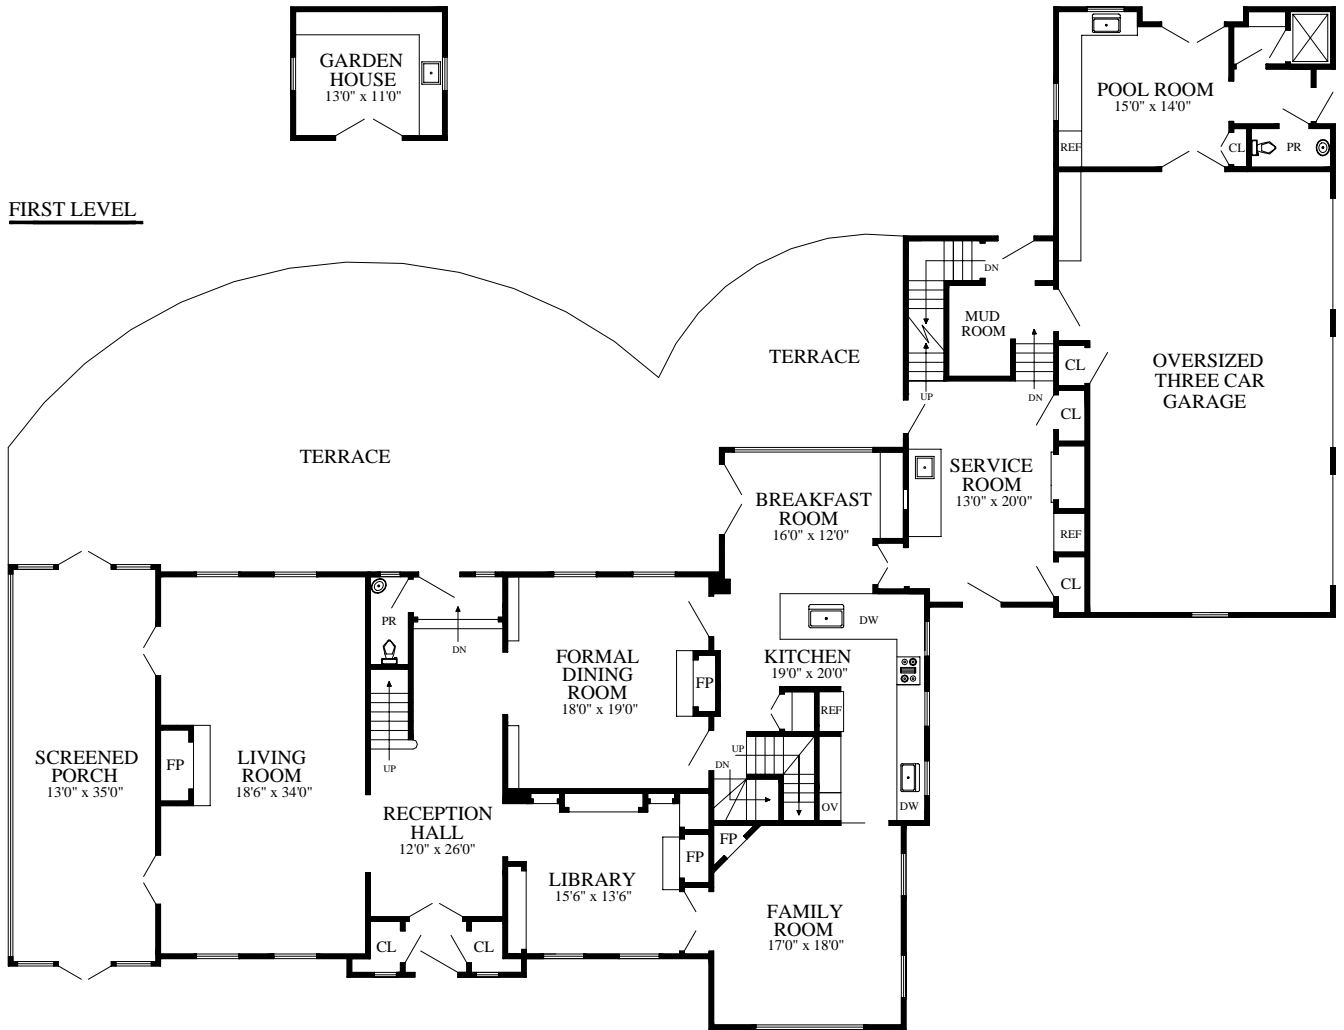 GARDEN
HOUSE
13'0" x 11'0"
POOL ROOM
15'0" x 14'0"
REF
CL
PR
FIRST LEVEL
DN
MUD
ROOM
TERRACE
CL
OVERSIZED
THREE CAR
GARAGE
UP
DN
CL
TERRACE
SERVICE
ROOM
13'0" x 20'0"
BREAKFAST
ROOM
16'0" x 12'0"
REF
CL
PR
DW
DN
FORMAL
DINING
ROOM
18'0" x 19'0"
FP
KITCHEN
19'0" x 20'0"
REF
SCREENED
PORCH
13'0" x 35'0"
FP
LIVING
ROOM
18'6" x 34'0"
UP
UP
DN
OV
DW
RECEPTION
HALL
12'0" x 26'0"
FP
FP
LIBRARY
15'6" x 13'6"
FAMILY
ROOM
17'0" x 18'0"
CL
CL